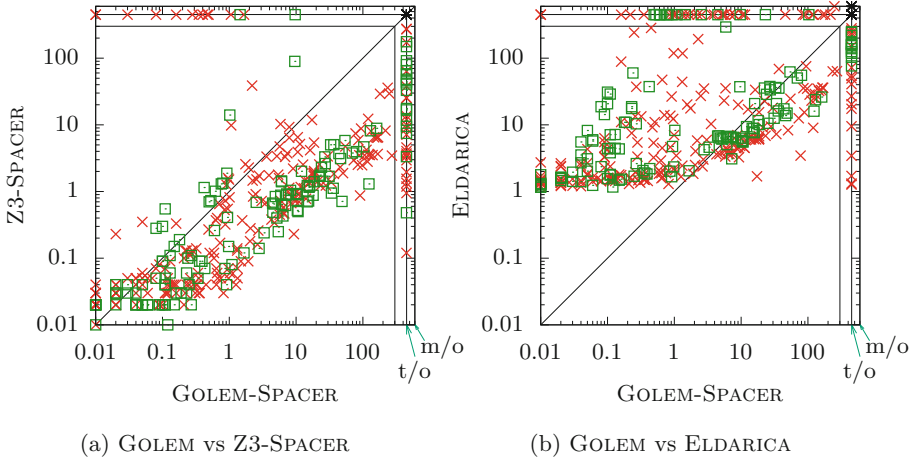 100
10
1
0.1
0.01
Z3-SPACER
0.01 0.1 1 10 100
m/o
t/o
GOLEM-SPACER
(a) GOLEM vs Z3-SPACER
100
10
1
0.1
0.01
ELDARICA
0.01 0.1 1 10 100
m/o
t/o
GOLEM-SPACER
(b) GOLEM vs ELDARICA